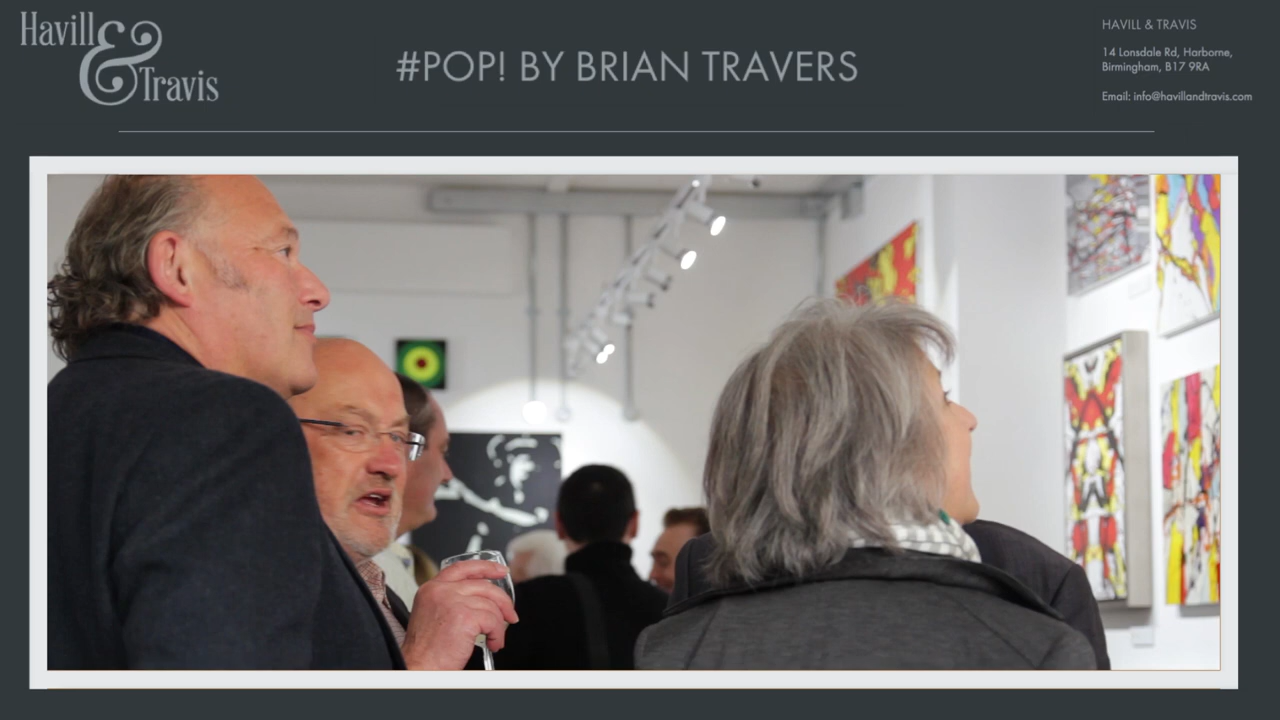 Havill
&
Travis
#POP! BY BRIAN TRAVERS
HAVILL & TRAVIS
14 Lonsdale Rd, Harborne,
Birmingham, B17 9RA
Email: info@havillandtravis.com